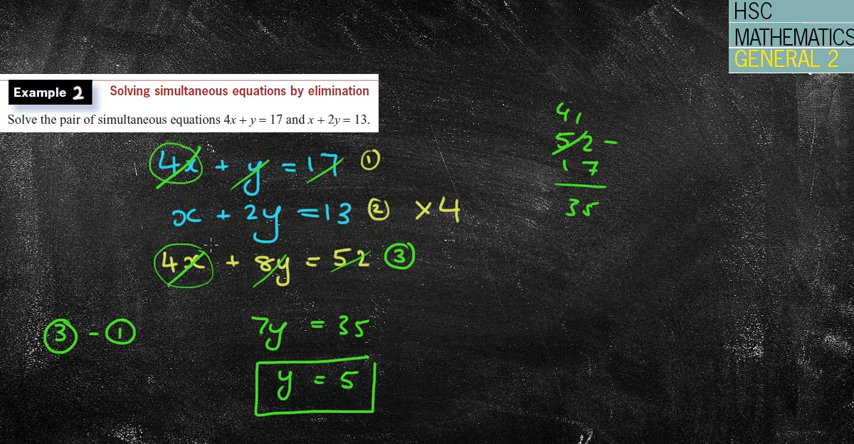 HSC
MATHEMATICS
GENERAL 2
Example 2 Solving simultaneous equations by elimination
Solve the pair of simultaneous equations 4x + y = 17 and x + 2y = 13.
4x + y = 17 ①
x + 2y = 13 ② ×4
4x + 8y = 52 ③
③ - ① 7y = 35
y = 5
41
52 -
17
35